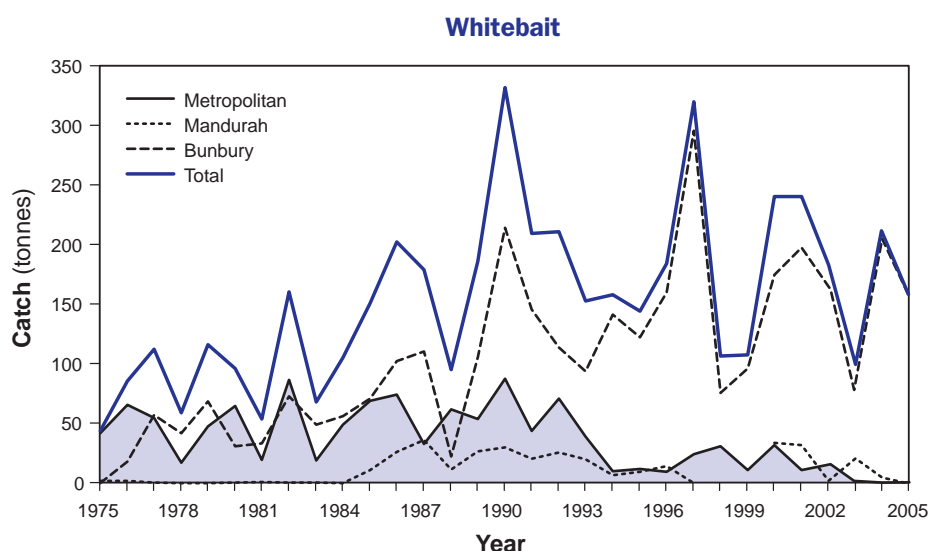 Whitebait
350
300
250
200
150
100
50
0
Catch (tonnes)
Metropolitan
Mandurah
Bunbury
Total
1975 1978 1981 1984 1987 1990 1993 1996 1999 2002 2005
Year